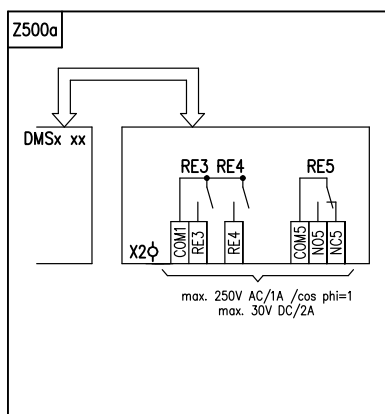 Z500a
DMSx xx
RE3 RE4 RE5
COM1 RE3 RE4 COM5 NO5 NC5
X2
max. 250V AC/1A /cos phi=1
max. 30V DC/2A